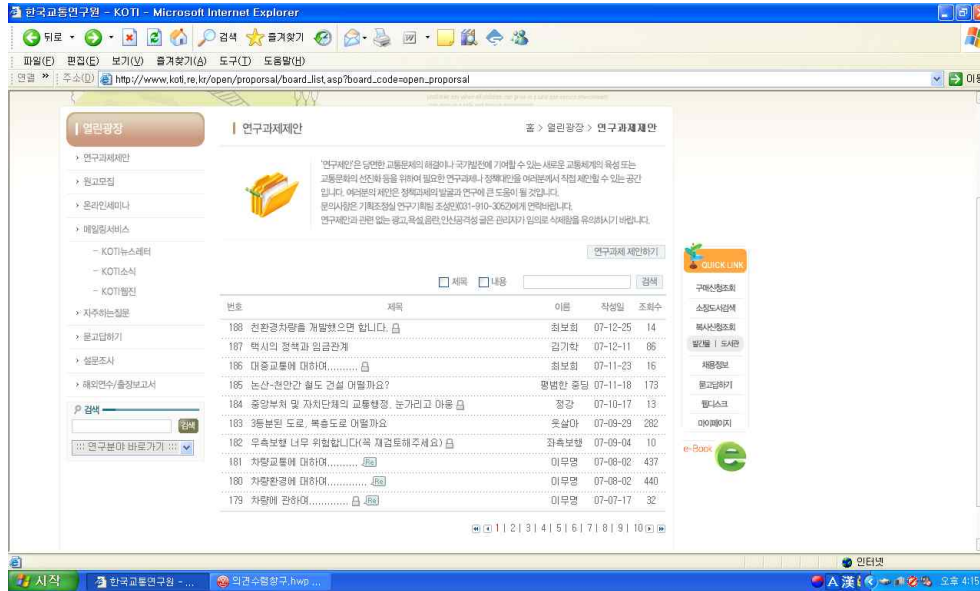 한국교통연구원 - KOTI - Microsoft Internet Explorer
뒤로 검색 즐겨찾기
파일(F) 편집(E) 보기(V) 즐겨찾기(A) 도구(T) 도움말(H)
연결 » 주소(D) http://www.koti.re.kr/open/proporsal/board_list.asp?board_code=open_proporsal 이동
열린광장
연구과제제안
원고모집
온라인세미나
메일링서비스
- KOTI뉴스레터
- KOTI소식
- KOTI웹진
자주하는질문
묻고답하기
설문조사
해외연수/출장보고서
검색
검색
::: 연구분야 바로가기 :::
연구과제제안
홈 > 열린광장 > 연구과제제안
'연구제안'은 당면한 교통문제의 해결이나 국가발전에 기여할 수 있는 새로운 교통체계의 육성 또는
교통문화의 선진화 등을 위하여 필요한 연구과제나 정책대안을 여러분께서 직접 제안할 수 있는 공간
입니다. 여러분의 제안은 정책과제의 발굴과 연구에 큰 도움이 될 것입니다.
문의사항은 기획조정실 연구기획팀 조성민(031-910-3052)에게 연락바랍니다.
연구제안과 관련 없는 광고,욕설,음란,인신공격성 글은 관리자가 임의로 삭제함을 유의하시기 바랍니다.
연구과제 제안하기
제목 내용 검색
번호 제목 이름 작성일 조회수
188 친환경차량을 개발했으면 합니다. 최보희 07-12-25 14
187 택시의 정책과 임금관계 김기학 07-12-11 86
186 대중교통에 대하여.......... 최보희 07-11-23 16
185 논산-천안간 철도 건설 어떨까요? 평범한 중딩 07-11-18 173
184 중앙부처 및 자치단체의 교통행정, 눈가리고 아웅 정강 07-10-17 13
183 3등분된 도로, 복층도로 어떨까요 웃살아 07-09-29 282
182 우측보행 너무 위험합니다(꼭 재검토해주세요) 좌측보행 07-09-04 10
181 차량교통에 대하여.......... Re 이무명 07-08-02 437
180 차량환경에 대하여............. Re 이무명 07-08-02 440
179 차량에 관하여............. Re 이무명 07-07-17 32
1 | 2 | 3 | 4 | 5 | 6 | 7 | 8 | 9 | 10
QUICK LINK
구매신청조회
소장도서검색
복사신청조회
발간물 | 도서관
채용정보
묻고답하기
웹디스크
마이페이지
e-Book
인터넷
시작 한국교통연구원 - ... 의견수렴창구.hwp ... A 漢 오후 4:15